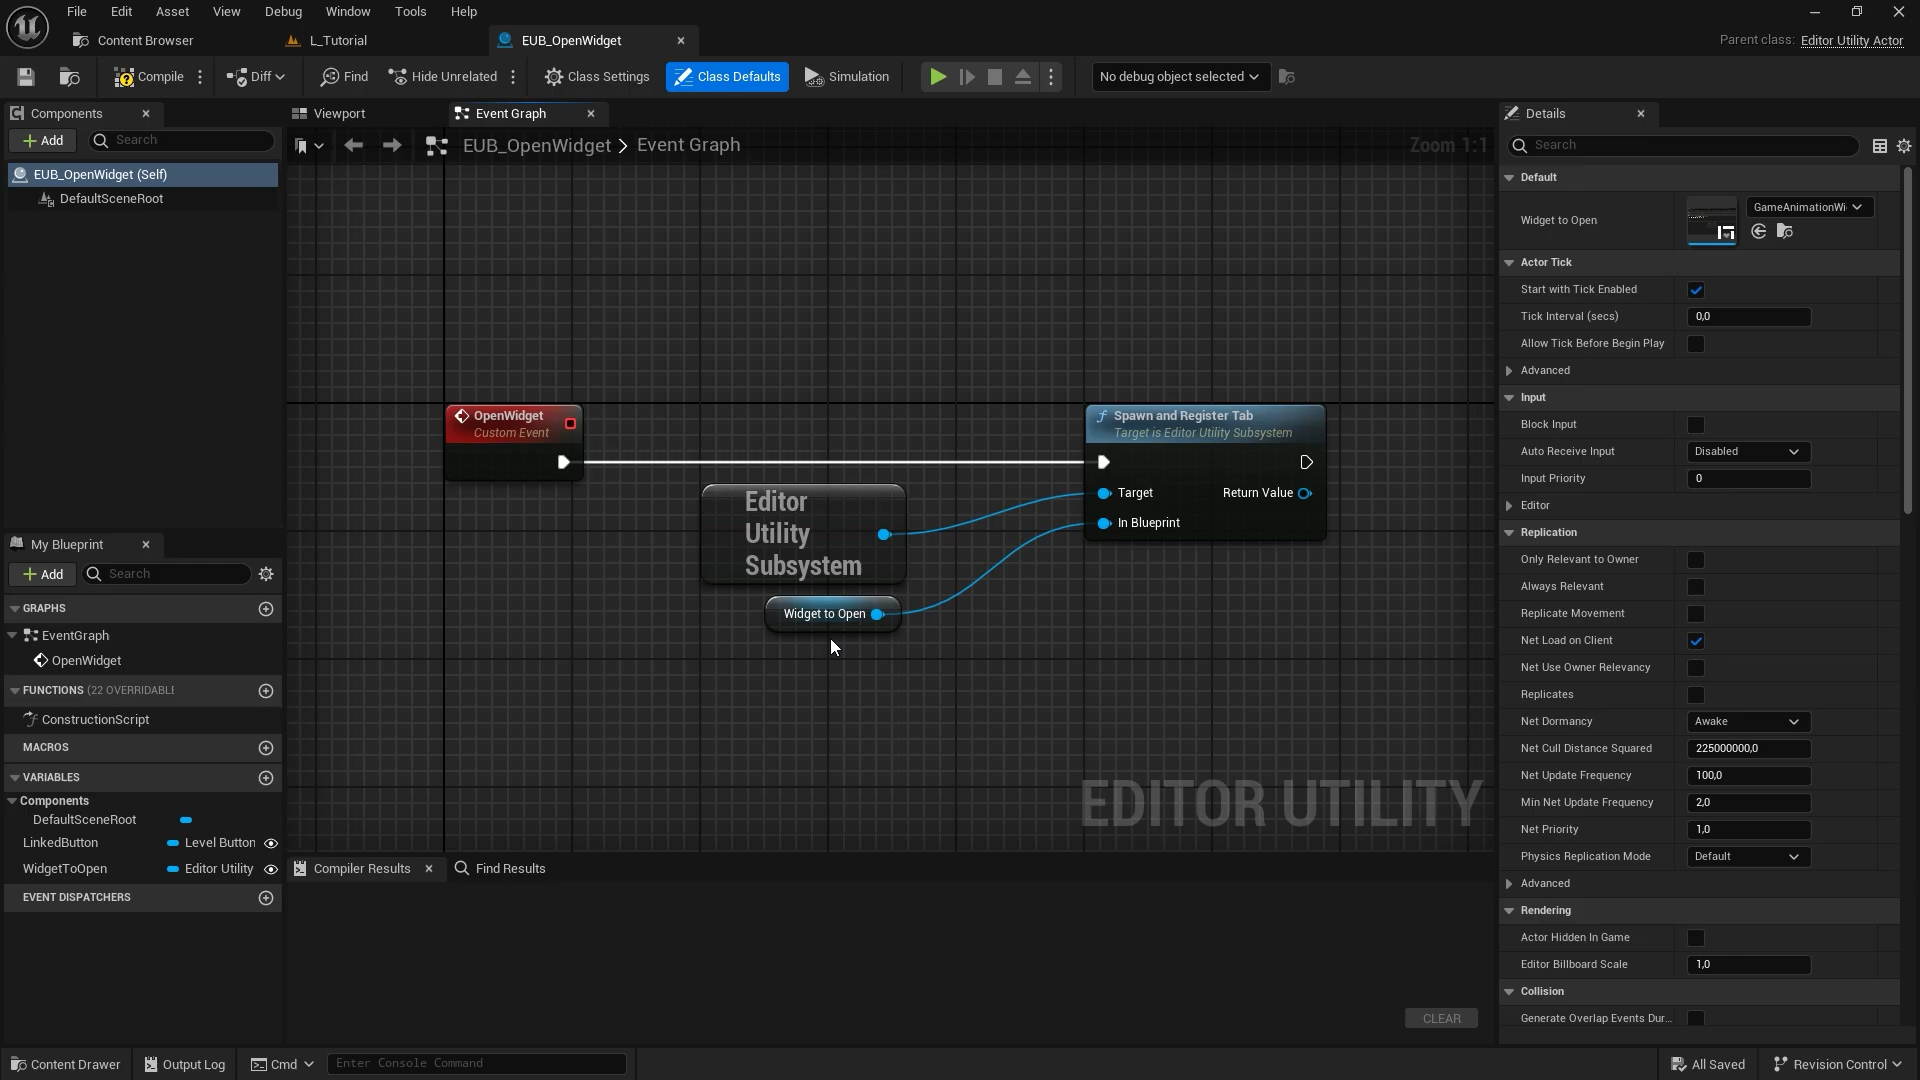 File Edit Asset View Debug Window Tools Help
Content Browser L_Tutorial EUB_OpenWidget
Parent class: Editor Utility Actor
Compile Diff Find Hide Unrelated Class Settings Class Defaults Simulation No debug object selected
Components
Add Search
EUB_OpenWidget (Self)
DefaultSceneRoot
My Blueprint
Add Search
GRAPHS
EventGraph
OpenWidget
FUNCTIONS (22 OVERRIDABLE
ConstructionScript
MACROS
VARIABLES
Components
DefaultSceneRoot
LinkedButton Level Button
WidgetToOpen Editor Utility
EVENT DISPATCHERS
Viewport Event Graph
EUB_OpenWidget > Event Graph
Zoom 1:1
OpenWidget
Custom Event
Editor
Utility
Subsystem
Widget to Open
Spawn and Register Tab
Target is Editor Utility Subsystem
Target Return Value
In Blueprint
EDITOR UTILITY
Compiler Results Find Results
CLEAR
Details
Search
Default
Widget to Open GameAnimationWi
Actor Tick
Start with Tick Enabled
Tick Interval (secs) 0,0
Allow Tick Before Begin Play
Advanced
Input
Block Input
Auto Receive Input Disabled
Input Priority 0
Editor
Replication
Only Relevant to Owner
Always Relevant
Replicate Movement
Net Load on Client
Net Use Owner Relevancy
Replicates
Net Dormancy Awake
Net Cull Distance Squared 225000000,0
Net Update Frequency 100,0
Min Net Update Frequency 2,0
Net Priority 1,0
Physics Replication Mode Default
Advanced
Rendering
Actor Hidden In Game
Editor Billboard Scale 1,0
Collision
Generate Overlap Events Dur...
Content Drawer Output Log Cmd Enter Console Command All Saved Revision Control